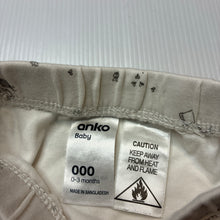 anko
Baby
000
0-3 months
MADE IN BANGLADESH
CAUTION
KEEP AWAY
FROM HEAT
AND FLAME